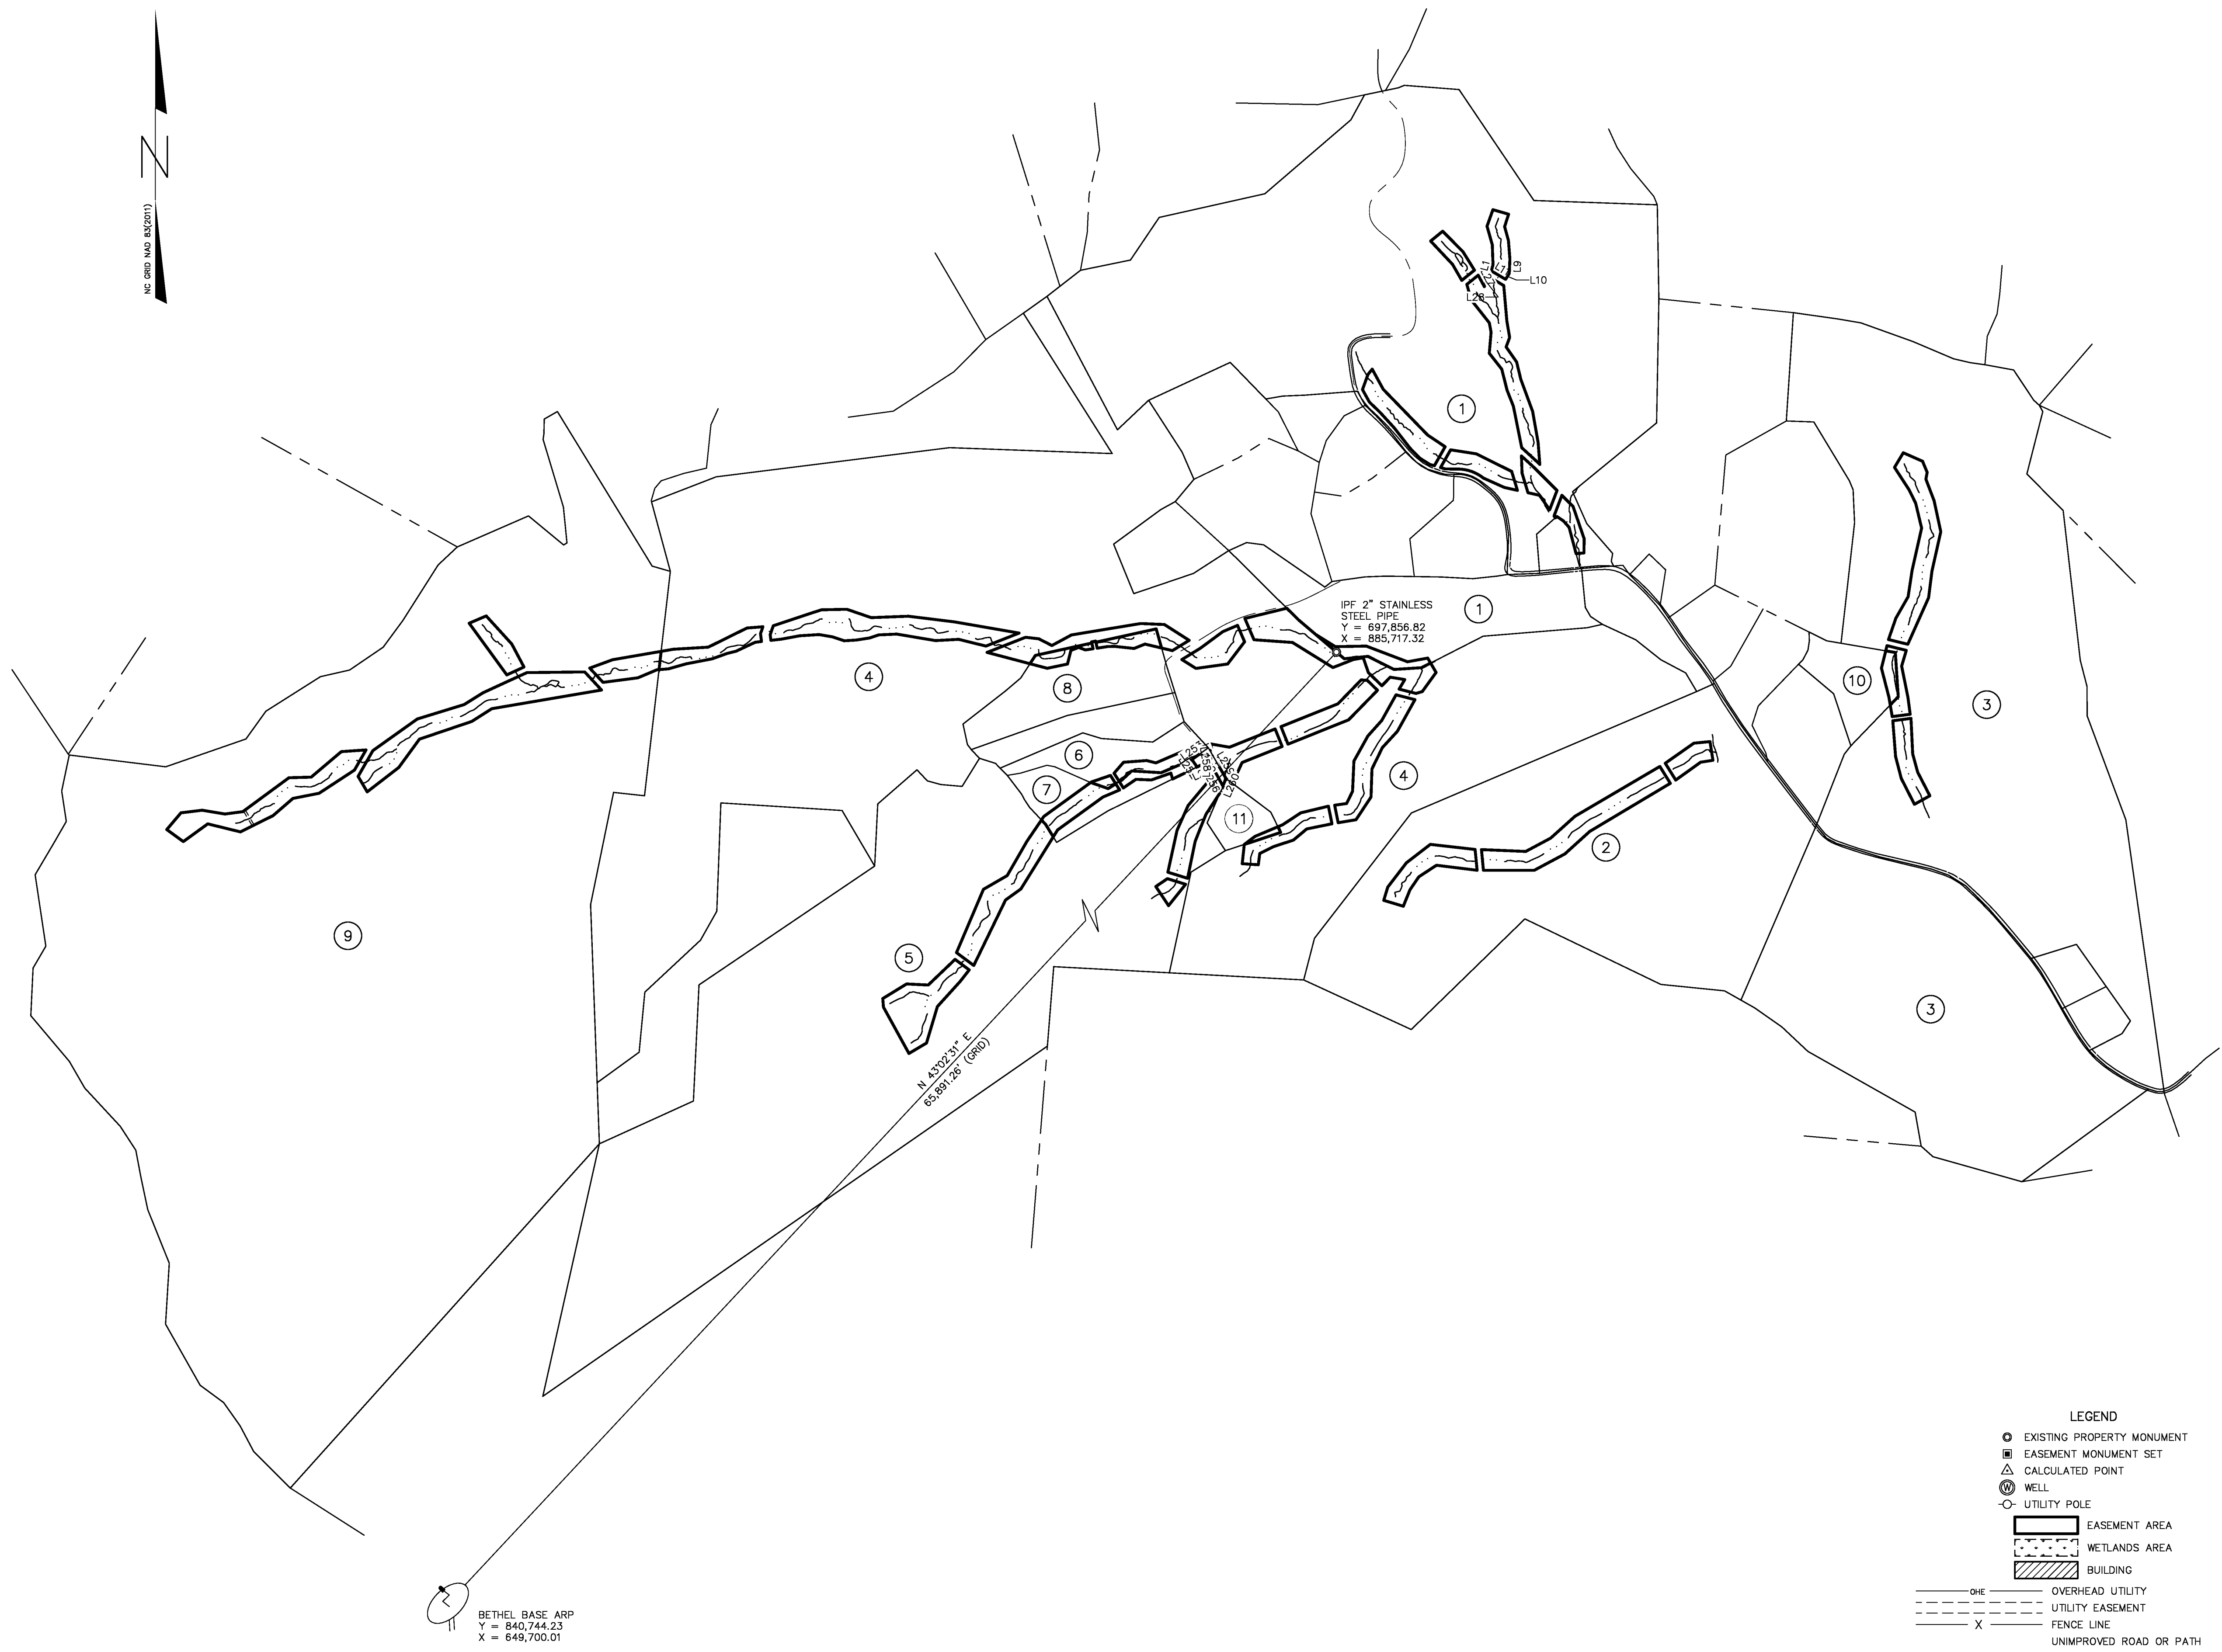 N
NC GRID NAD 83(2011)
L1
L9
L10
L28
1
IPF 2" STAINLESS
STEEL PIPE
Y = 697,856.82
X = 885,717.32
1
4
8
10
3
6
7
4
11
2
9
5
3
L260
N 43°02'31" E
65,891.26' (GRID)
BETHEL BASE ARP
Y = 840,744.23
X = 649,700.01
LEGEND
EXISTING PROPERTY MONUMENT
EASEMENT MONUMENT SET
CALCULATED POINT
W WELL
UTILITY POLE
EASEMENT AREA
WETLANDS AREA
BUILDING
OHE OVERHEAD UTILITY
UTILITY EASEMENT
X FENCE LINE
UNIMPROVED ROAD OR PATH